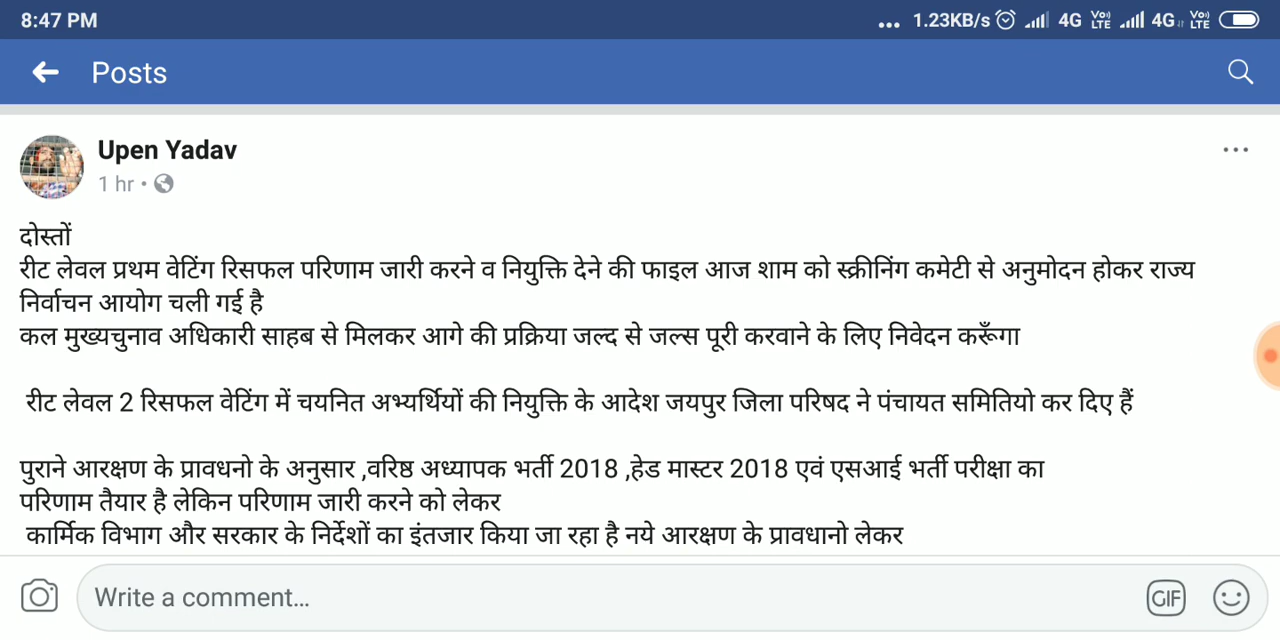 8:47 PM ... 1.23KB/s 4G VoLTE 4G VoLTE
Posts
Upen Yadav
1 hr •
दोस्तों
रीट लेवल प्रथम वेटिंग रिसफल परिणाम जारी करने व नियुक्ति देने की फाइल आज शाम को स्क्रीनिंग कमेटी से अनुमोदन होकर राज्य
निर्वाचन आयोग चली गई है
कल मुख्यचुनाव अधिकारी साहब से मिलकर आगे की प्रक्रिया जल्द से जल्स पूरी करवाने के लिए निवेदन करूँगा
रीट लेवल 2 रिसफल वेटिंग में चयनित अभ्यर्थियों की नियुक्ति के आदेश जयपुर जिला परिषद ने पंचायत समितियो कर दिए हैं
पुराने आरक्षण के प्रावधनो के अनुसार ,वरिष्ठ अध्यापक भर्ती 2018 ,हेड मास्टर 2018 एवं एसआई भर्ती परीक्षा का
परिणाम तैयार है लेकिन परिणाम जारी करने को लेकर
कार्मिक विभाग और सरकार के निर्देशों का इंतजार किया जा रहा है नये आरक्षण के प्रावधानो लेकर
Write a comment... GIF